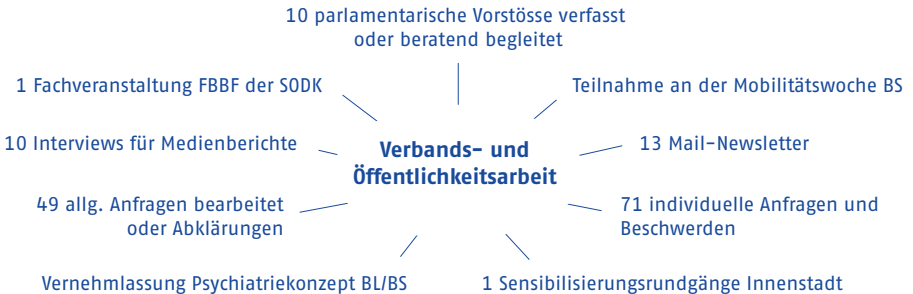 10 parlamentarische Vorstösse verfasst
oder beratend begleitet
1 Fachveranstaltung FBBF der SODK
Teilnahme an der Mobilitätswoche BS
10 Interviews für Medienberichte
Verbands- und
Öffentlichkeitsarbeit
13 Mail-Newsletter
49 allg. Anfragen bearbeitet
oder Abklärungen
71 individuelle Anfragen und
Beschwerden
Vernehmlassung Psychiatriekonzept BL/BS
1 Sensibilisierungsrundgänge Innenstadt